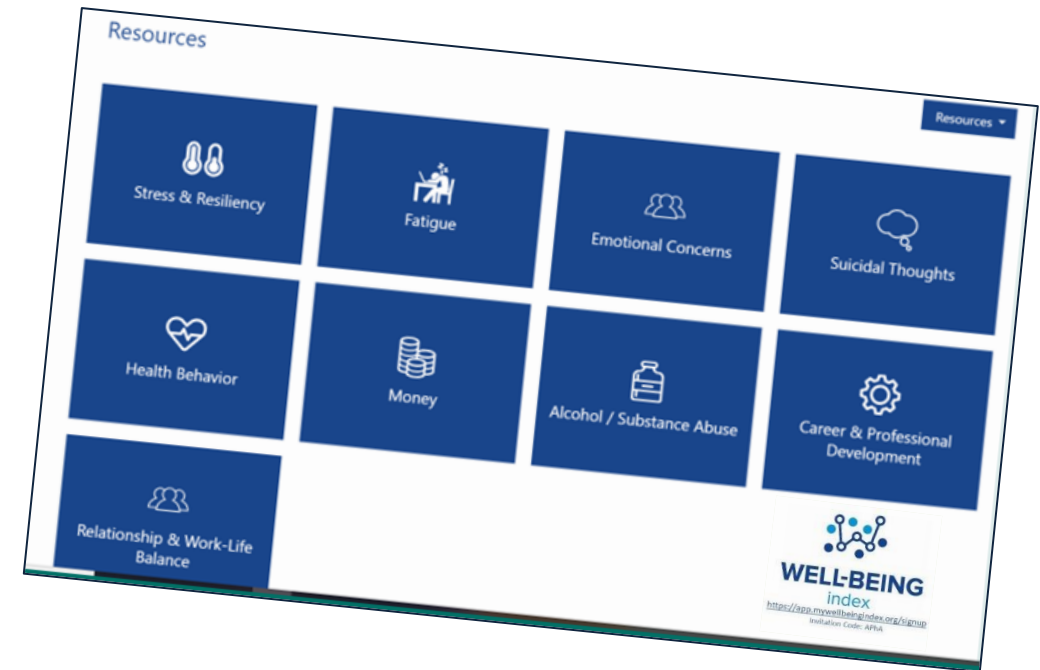 Resources
Resources
Stress & Resiliency
Fatigue
Emotional Concerns
Suicidal Thoughts
Health Behavior
Money
Alcohol / Substance Abuse
Career & Professional
Development
Relationship & Work-Life
Balance
WELL-BEING
index
https://app.mywellbeingindex.org/signup
Invitation Code: APhA